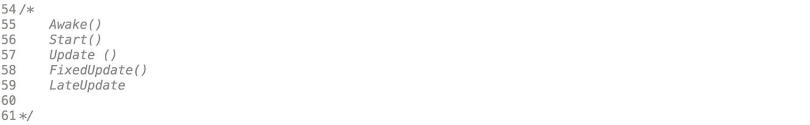 54 /*
55 Awake()
56 Start()
57 Update ()
58 FixedUpdate()
59 LateUpdate
60
61 */